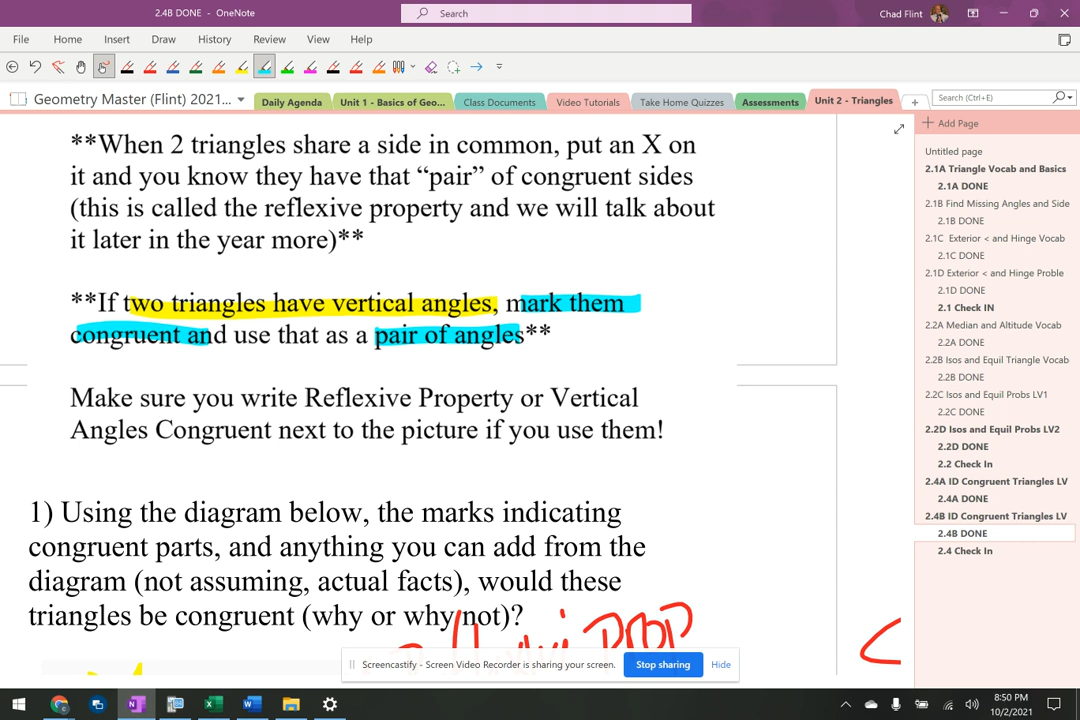 2.4B DONE - OneNote
Search
Chad Flint
File Home Insert Draw History Review View Help
Geometry Master (Flint) 2021...
Daily Agenda
Unit 1 - Basics of Geo...
Class Documents
Video Tutorials
Take Home Quizzes
Assessments
Unit 2 - Triangles
Search (Ctrl+E)
**When 2 triangles share a side in common, put an X on
it and you know they have that “pair” of congruent sides
(this is called the reflexive property and we will talk about
it later in the year more)**
**If two triangles have vertical angles, mark them
congruent and use that as a pair of angles**
Make sure you write Reflexive Property or Vertical
Angles Congruent next to the picture if you use them!
1) Using the diagram below, the marks indicating
congruent parts, and anything you can add from the
diagram (not assuming, actual facts), would these
triangles be congruent (why or why not)?
PROP
Screencastify - Screen Video Recorder is sharing your screen.
Stop sharing
Hide
Add Page
Untitled page
2.1A Triangle Vocab and Basics
2.1A DONE
2.1B Find Missing Angles and Side
2.1B DONE
2.1C Exterior < and Hinge Vocab
2.1C DONE
2.1D Exterior < and Hinge Proble
2.1D DONE
2.1 Check IN
2.2A Median and Altitude Vocab
2.2A DONE
2.2B Isos and Equil Triangle Vocab
2.2B DONE
2.2C Isos and Equil Probs LV1
2.2C DONE
2.2D Isos and Equil Probs LV2
2.2D DONE
2.2 Check In
2.4A ID Congruent Triangles LV
2.4A DONE
2.4B ID Congruent Triangles LV
2.4B DONE
2.4 Check In
8:50 PM
10/2/2021